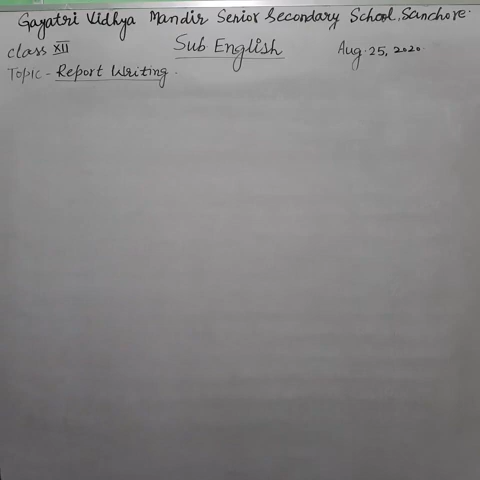 Gayatri Vidhya Mandir Senior Secondary School, Sanchore.
class XII Sub English Aug. 25, 2020.
Topic - Report Writing.